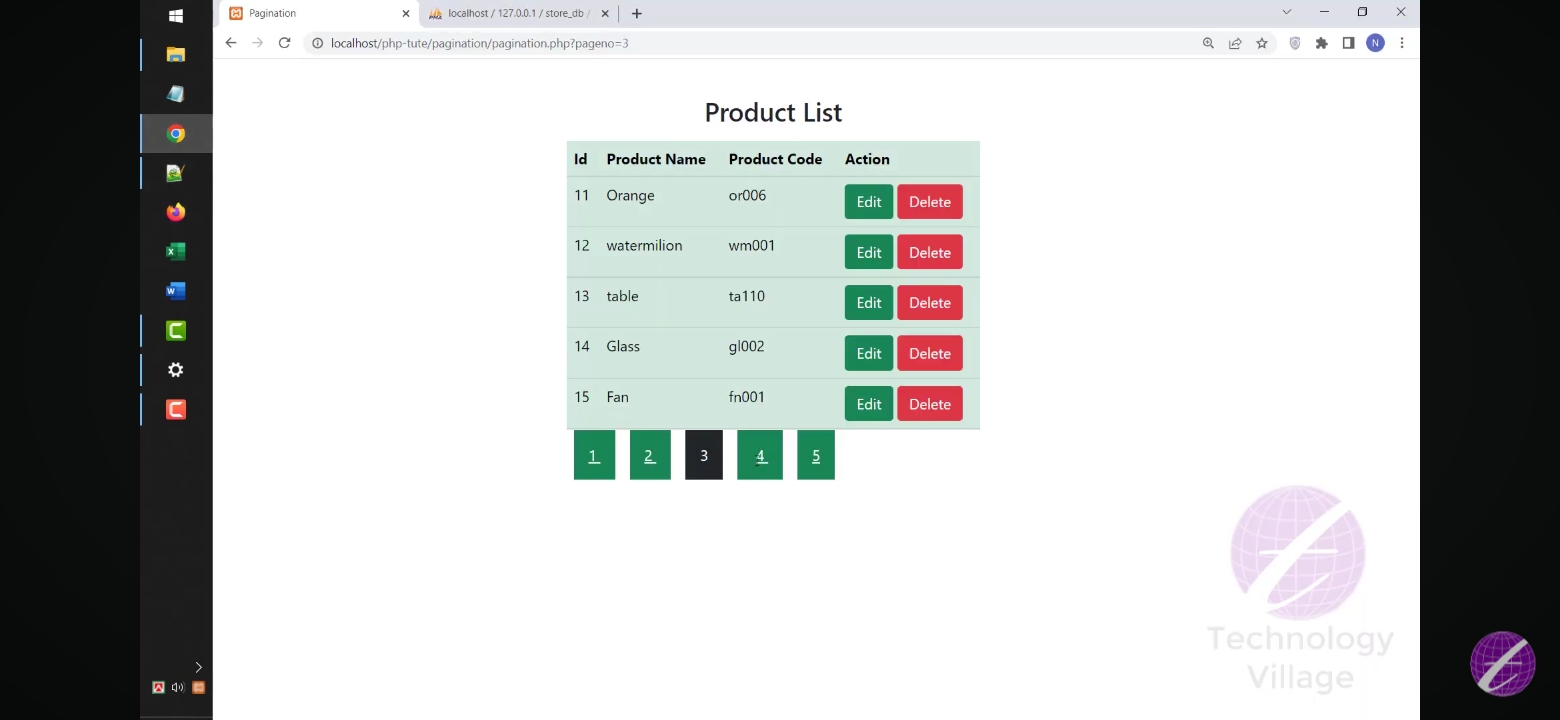 Pagination
localhost / 127.0.0.1 / store_db /
localhost/php-tute/pagination/pagination.php?pageno=3
N
Product List
Id Product Name Product Code Action
11 Orange or006 Edit Delete
12 watermilion wm001 Edit Delete
13 table ta110 Edit Delete
14 Glass gl002 Edit Delete
15 Fan fn001 Edit Delete
1 2 3 4 5
Technology
Village